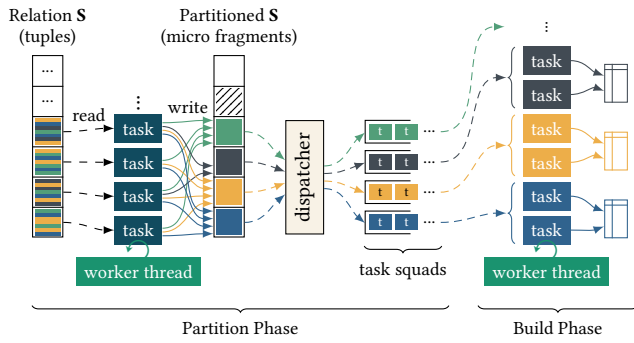 Relation S
(tuples)
Partitioned S
(micro fragments)
...
...
read
write
...
task
task
task
task
worker thread
dispatcher
t t ...
t t ...
t t ...
t t ...
task squads
...
task
task
task
task
task
task
worker thread
Partition Phase
Build Phase